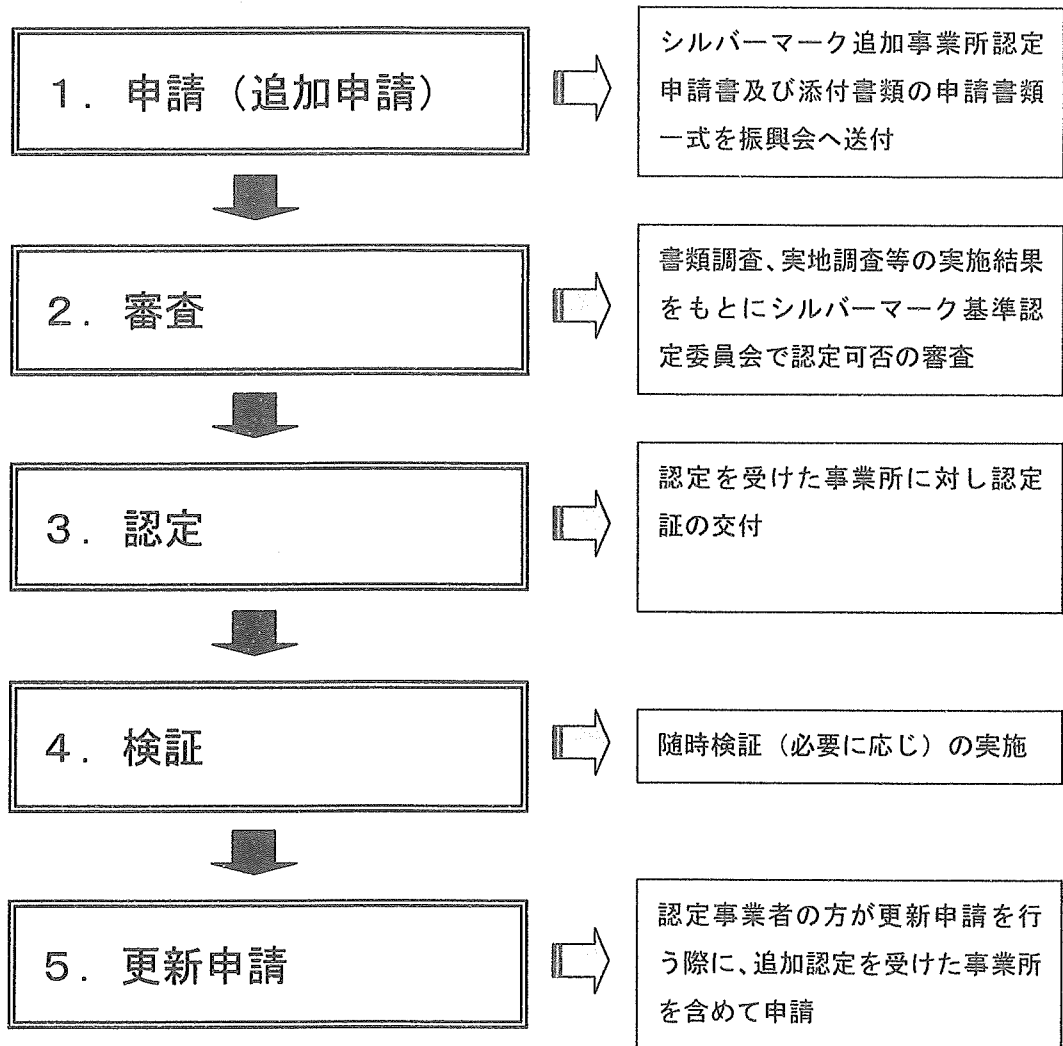 1．申請（追加申請）
シルバーマーク追加事業所認定
申請書及び添付書類の申請書類
一式を振興会へ送付
2．審査
書類調査、実地調査等の実施結果
をもとにシルバーマーク基準認
定委員会で認定可否の審査
3．認定
認定を受けた事業所に対し認定
証の交付
4．検証
随時検証（必要に応じ）の実施
5．更新申請
認定事業者の方が更新申請を行
う際に、追加認定を受けた事業所
を含めて申請